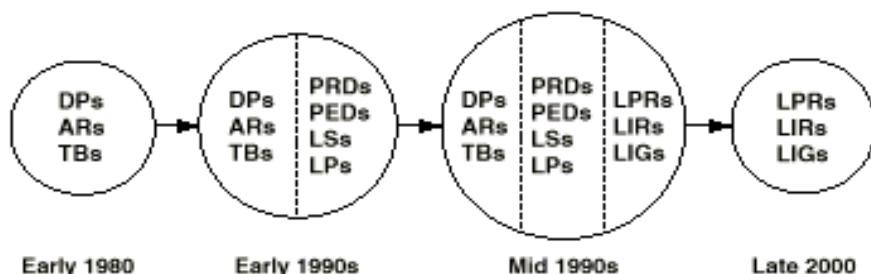 DPs
ARs
TBs
DPs
ARs
TBs
PRDs
PEDs
LSs
LPs
DPs
ARs
TBs
PRDs
PEDs
LSs
LPs
LPRs
LIRs
LIGs
LPRs
LIRs
LIGs
Early 1980
Early 1990s
Mid 1990s
Late 2000